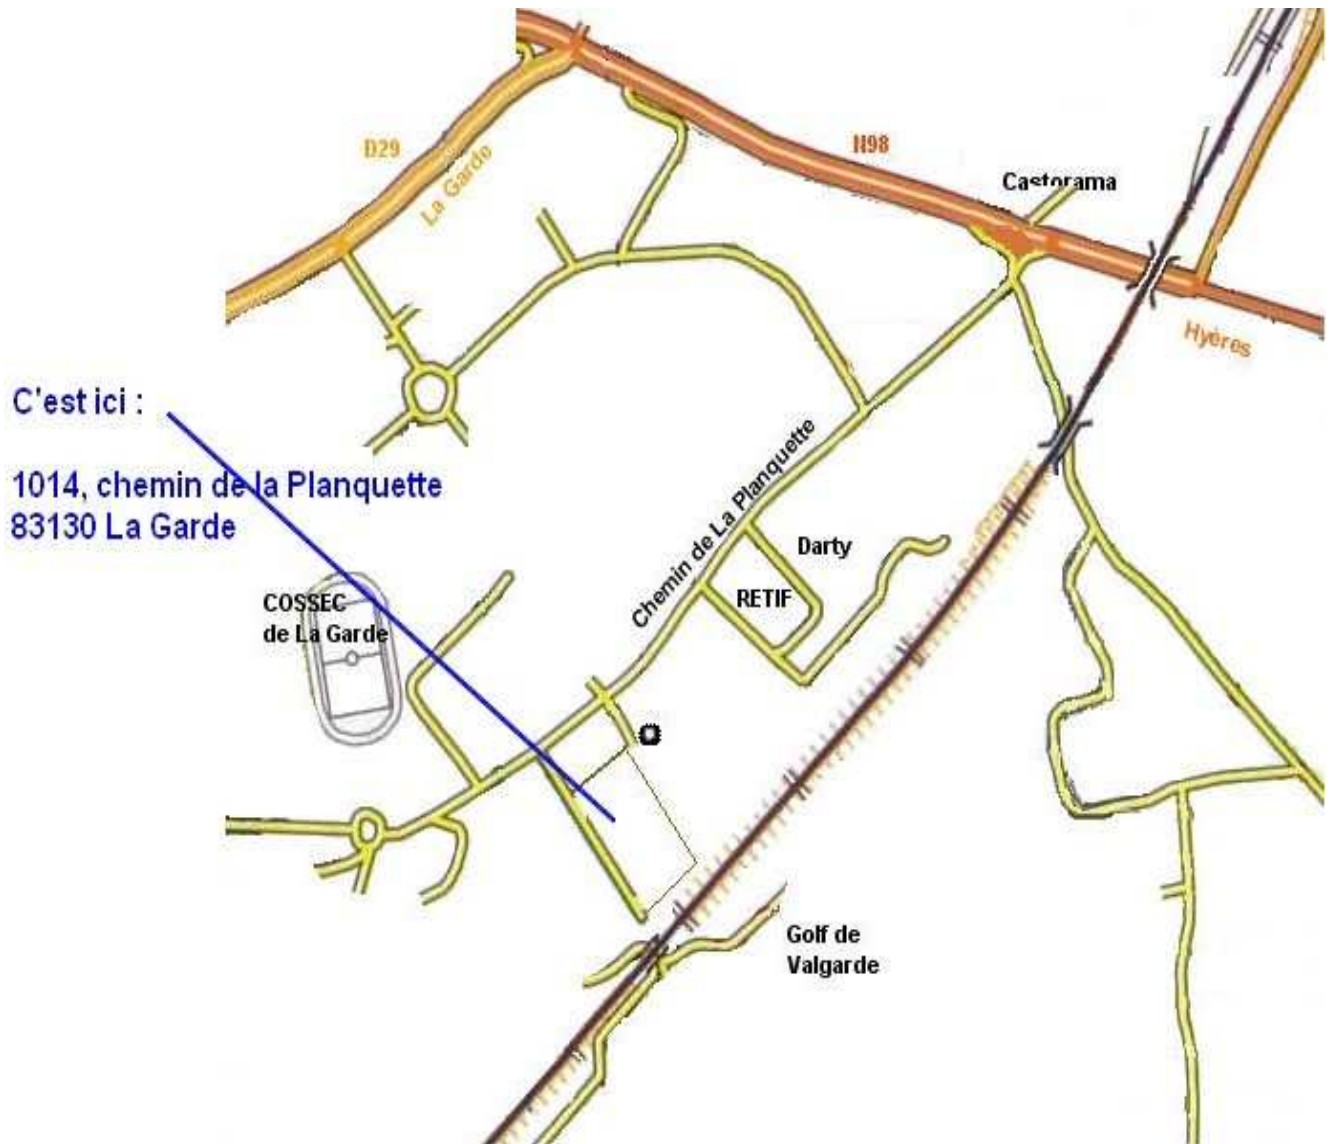 D29
La Garde
N98
Castorama
Hyères
C'est ici :
1014, chemin de la Planquette
83130 La Garde
Chemin de La Planquette
Darty
RETIF
COSSEC
de La Garde
Golf de
Valgarde